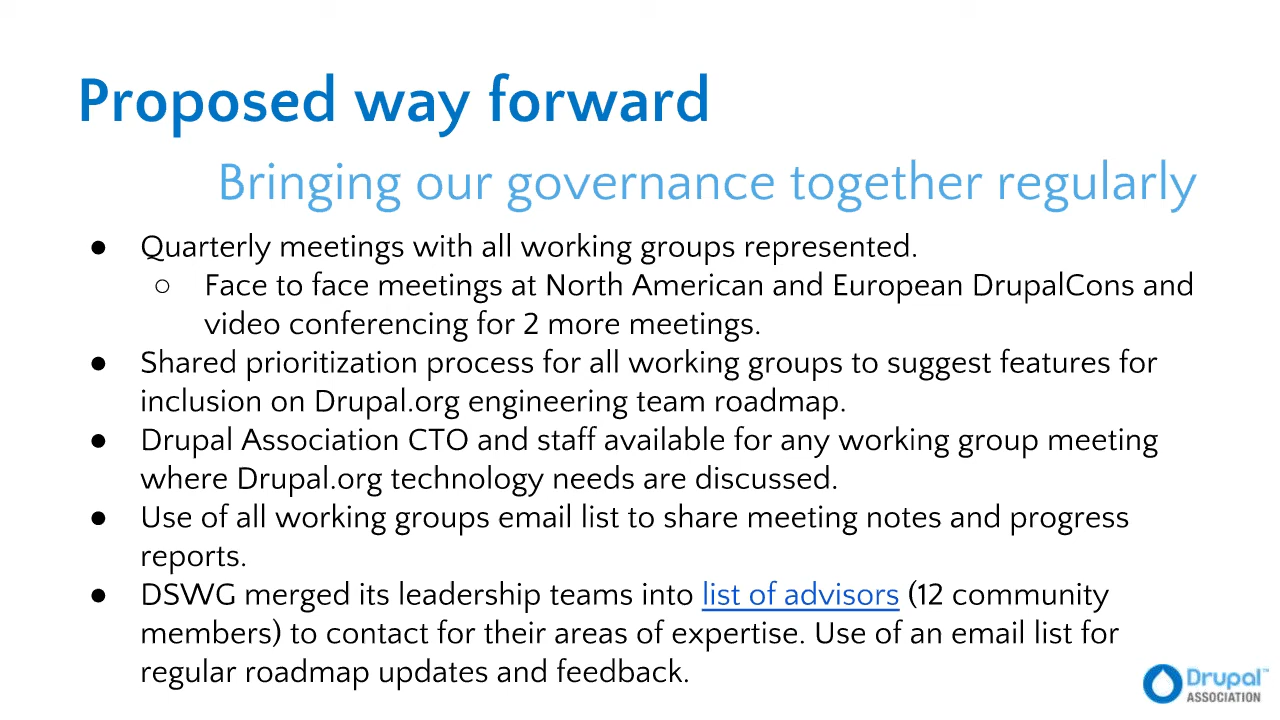 Proposed way forward
Bringing our governance together regularly
● Quarterly meetings with all working groups represented.
○ Face to face meetings at North American and European DrupalCons and
video conferencing for 2 more meetings.
● Shared prioritization process for all working groups to suggest features for
inclusion on Drupal.org engineering team roadmap.
● Drupal Association CTO and staff available for any working group meeting
where Drupal.org technology needs are discussed.
● Use of all working groups email list to share meeting notes and progress
reports.
● DSWG merged its leadership teams into list of advisors (12 community
members) to contact for their areas of expertise. Use of an email list for
regular roadmap updates and feedback.
Drupal™
ASSOCIATION